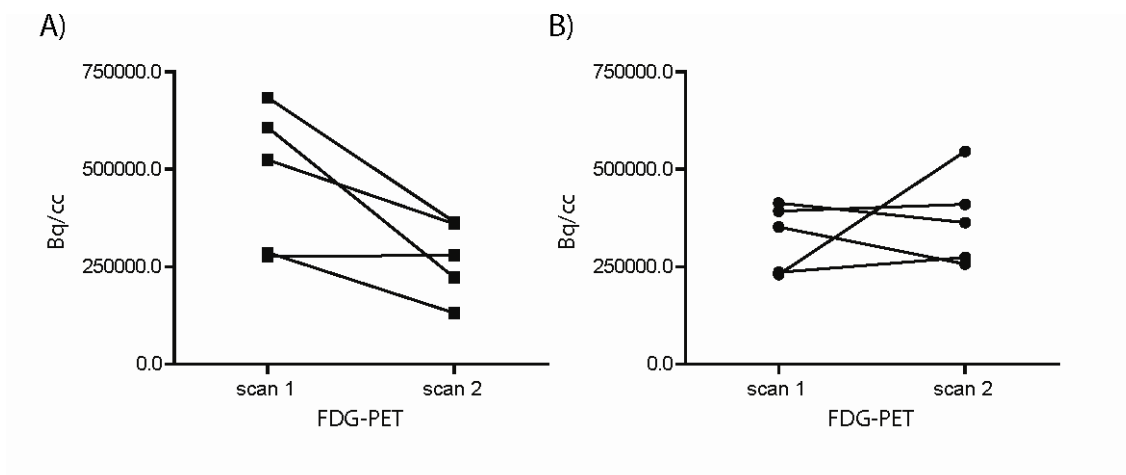 A)
750000.0
500000.0
250000.0
0.0
Bq/cc
scan 1
scan 2
FDG-PET
B)
750000.0
500000.0
250000.0
0.0
Bq/cc
scan 1
scan 2
FDG-PET